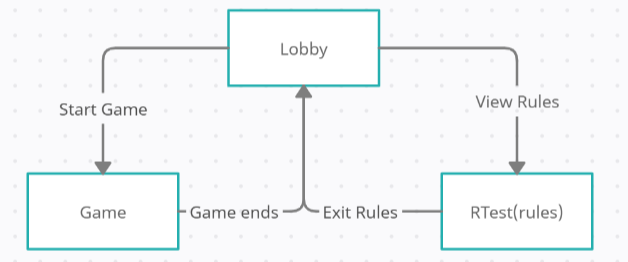 Lobby
Start Game
View Rules
Game
Game ends
Exit Rules
RTest(rules)